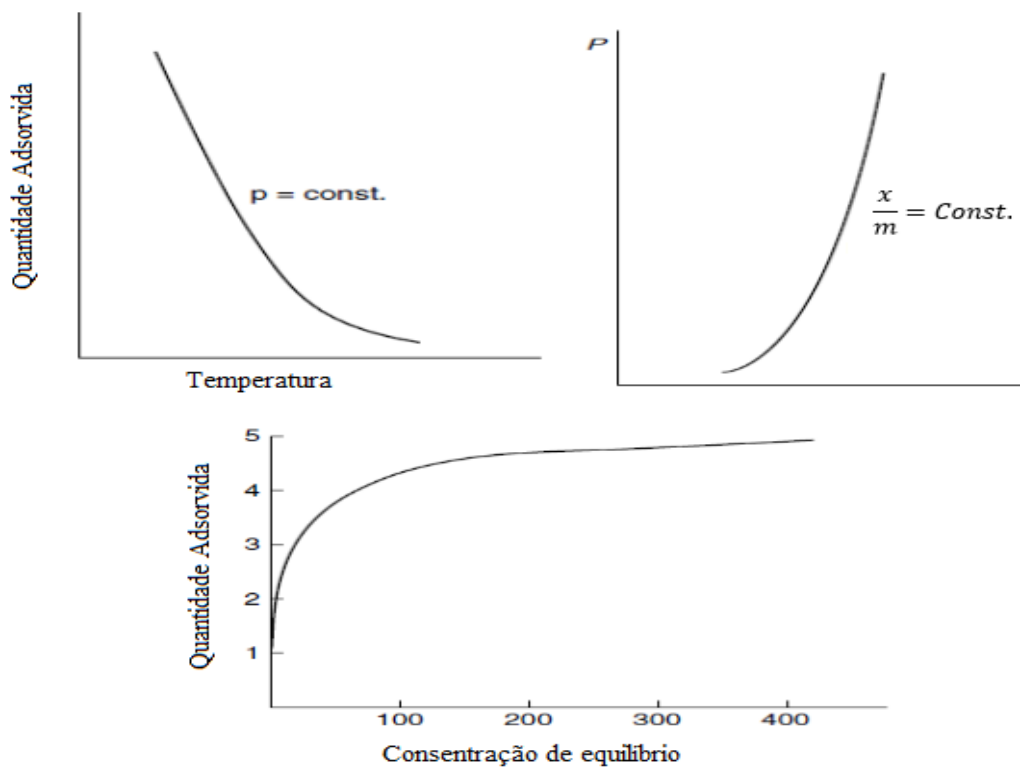 Quantidade Adsorvida
p = const.
Temperatura
P
x
m
= Const.
Quantidade Adsorvida
5
4
3
2
1
100 200 300 400
Consentração de equilibrio